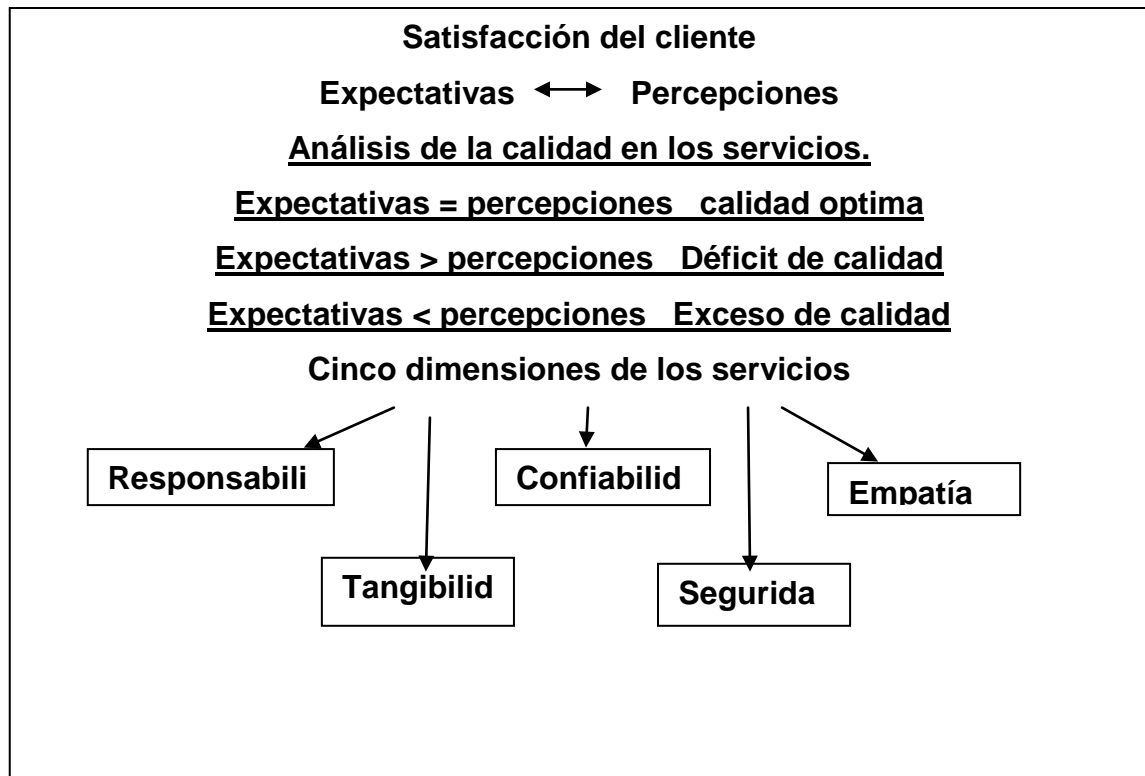 Satisfacción del cliente
Expectativas Percepciones
Análisis de la calidad en los servicios.
Expectativas = percepciones calidad optima
Expectativas > percepciones Déficit de calidad
Expectativas < percepciones Exceso de calidad
Cinco dimensiones de los servicios
Responsabili
Confiabilid
Empatía
Tangibilid
Segurida